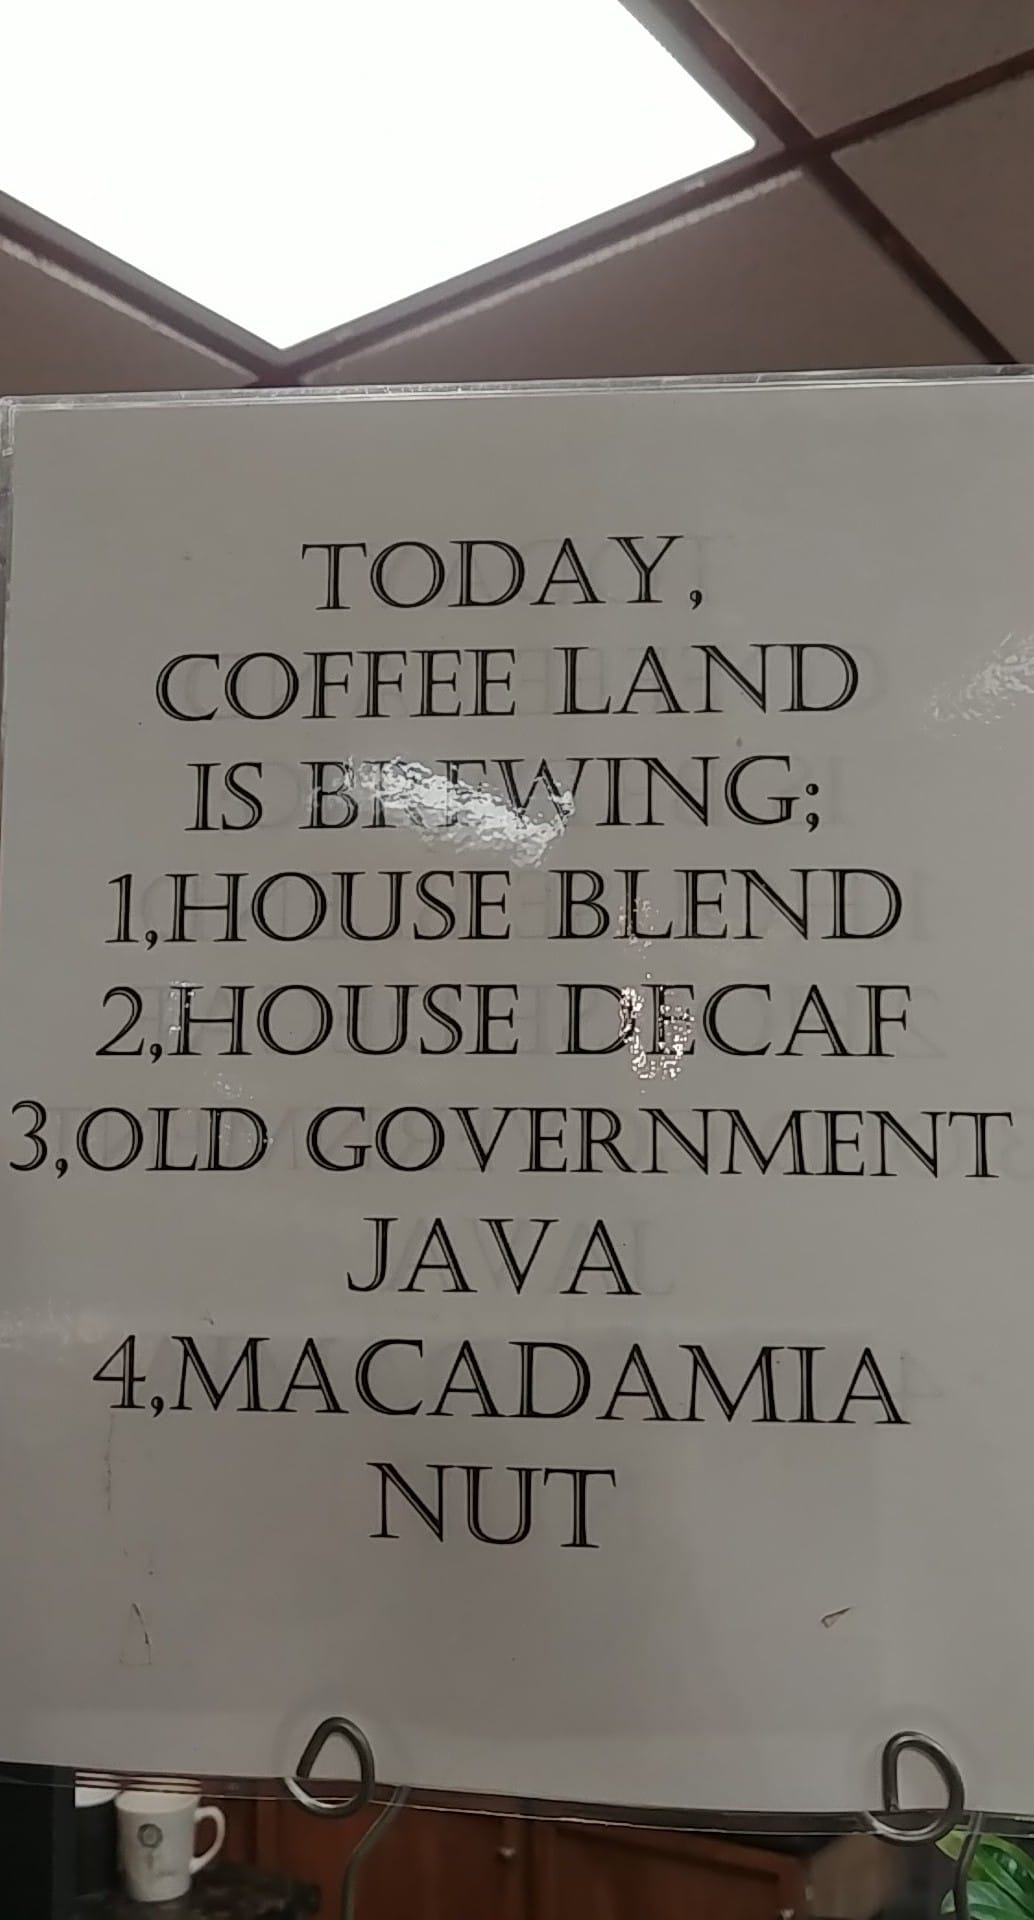 TODAY,
COFFEE LAND
IS BREWING;
1,HOUSE BLEND
2,HOUSE DECAF
3,OLD GOVERNMENT
JAVA
4,MACADAMIA
NUT